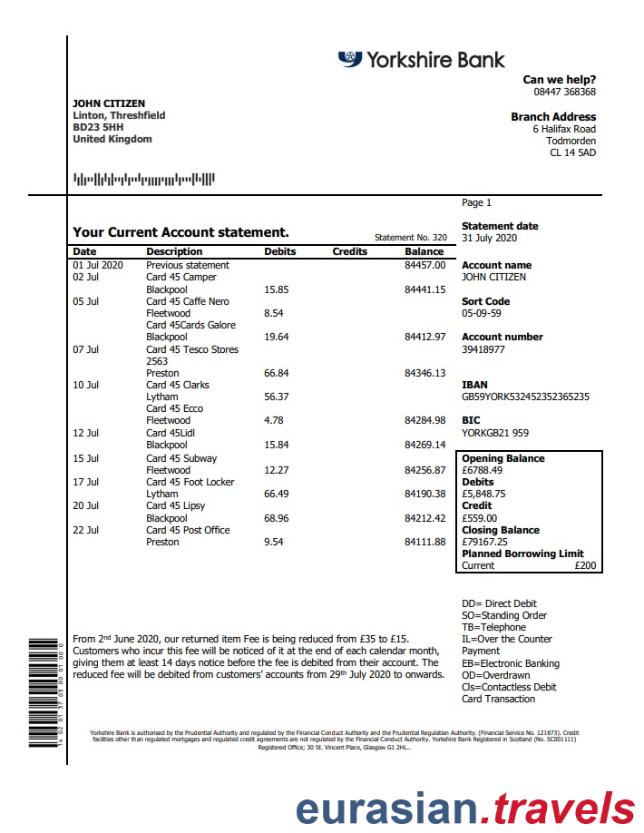 Yorkshire Bank
Can we help?
08447 368368
JOHN CITIZEN
Linton, Threshfield
BD23 5HH
United Kingdom
Branch Address
6 Halifax Road
Todmorden
CL 14 5AD
Page 1
Your Current Account statement.
Statement No. 320
Date Description Debits Credits Balance
01 Jul 2020 Previous statement 84457.00
02 Jul Card 45 Camper
Blackpool 15.85 84441.15
05 Jul Card 45 Caffe Nero
Fleetwood 8.54
Card 45Cards Galore
Blackpool 19.64 84412.97
07 Jul Card 45 Tesco Stores
2563
Preston 66.84 84346.13
10 Jul Card 45 Clarks
Lytham 56.37
Card 45 Ecco
Fleetwood 4.78 84284.98
12 Jul Card 45Lidl
Blackpool 15.84 84269.14
15 Jul Card 45 Subway
Fleetwood 12.27 84256.87
17 Jul Card 45 Foot Locker
Lytham 66.49 84190.38
20 Jul Card 45 Lipsy
Blackpool 68.96 84212.42
22 Jul Card 45 Post Office
Preston 9.54 84111.88
Statement date
31 July 2020
Account name
JOHN CITIZEN
Sort Code
05-09-59
Account number
39418977
IBAN
GB59YORK532452352365235
BIC
YORKGB21 959
Opening Balance
£6788.49
Debits
£5,848.75
Credit
£559.00
Closing Balance
£79167.25
Planned Borrowing Limit
Current £200
DD= Direct Debit
SO=Standing Order
TB=Telephone
IL=Over the Counter
Payment
EB=Electronic Banking
OD=Overdrawn
Cls=Contactless Debit
Card Transaction
From 2nd June 2020, our returned item Fee is being reduced from £35 to £15.
Customers who incur this fee will be noticed of it at the end of each calendar month,
giving them at least 14 days notice before the fee is debited from their account. The
reduced fee will be debited from customers' accounts from 29th July 2020 to onwards.
Yorkshire Bank is authorised by the Prudential Authority and regulated by the Financial Conduct Authority and the Prudential Regulation Authority. (Financial Service No. 121873). Credit
facilities other than regulated mortgages and regulated credit agreements are not regulated by the Financial Conduct Authority. Yorkshire Bank Registered in Scotland (No. SC001111)
Registered Office; 30 St. Vincent Place, Glasgow G1 2HL..
eurasian.travels